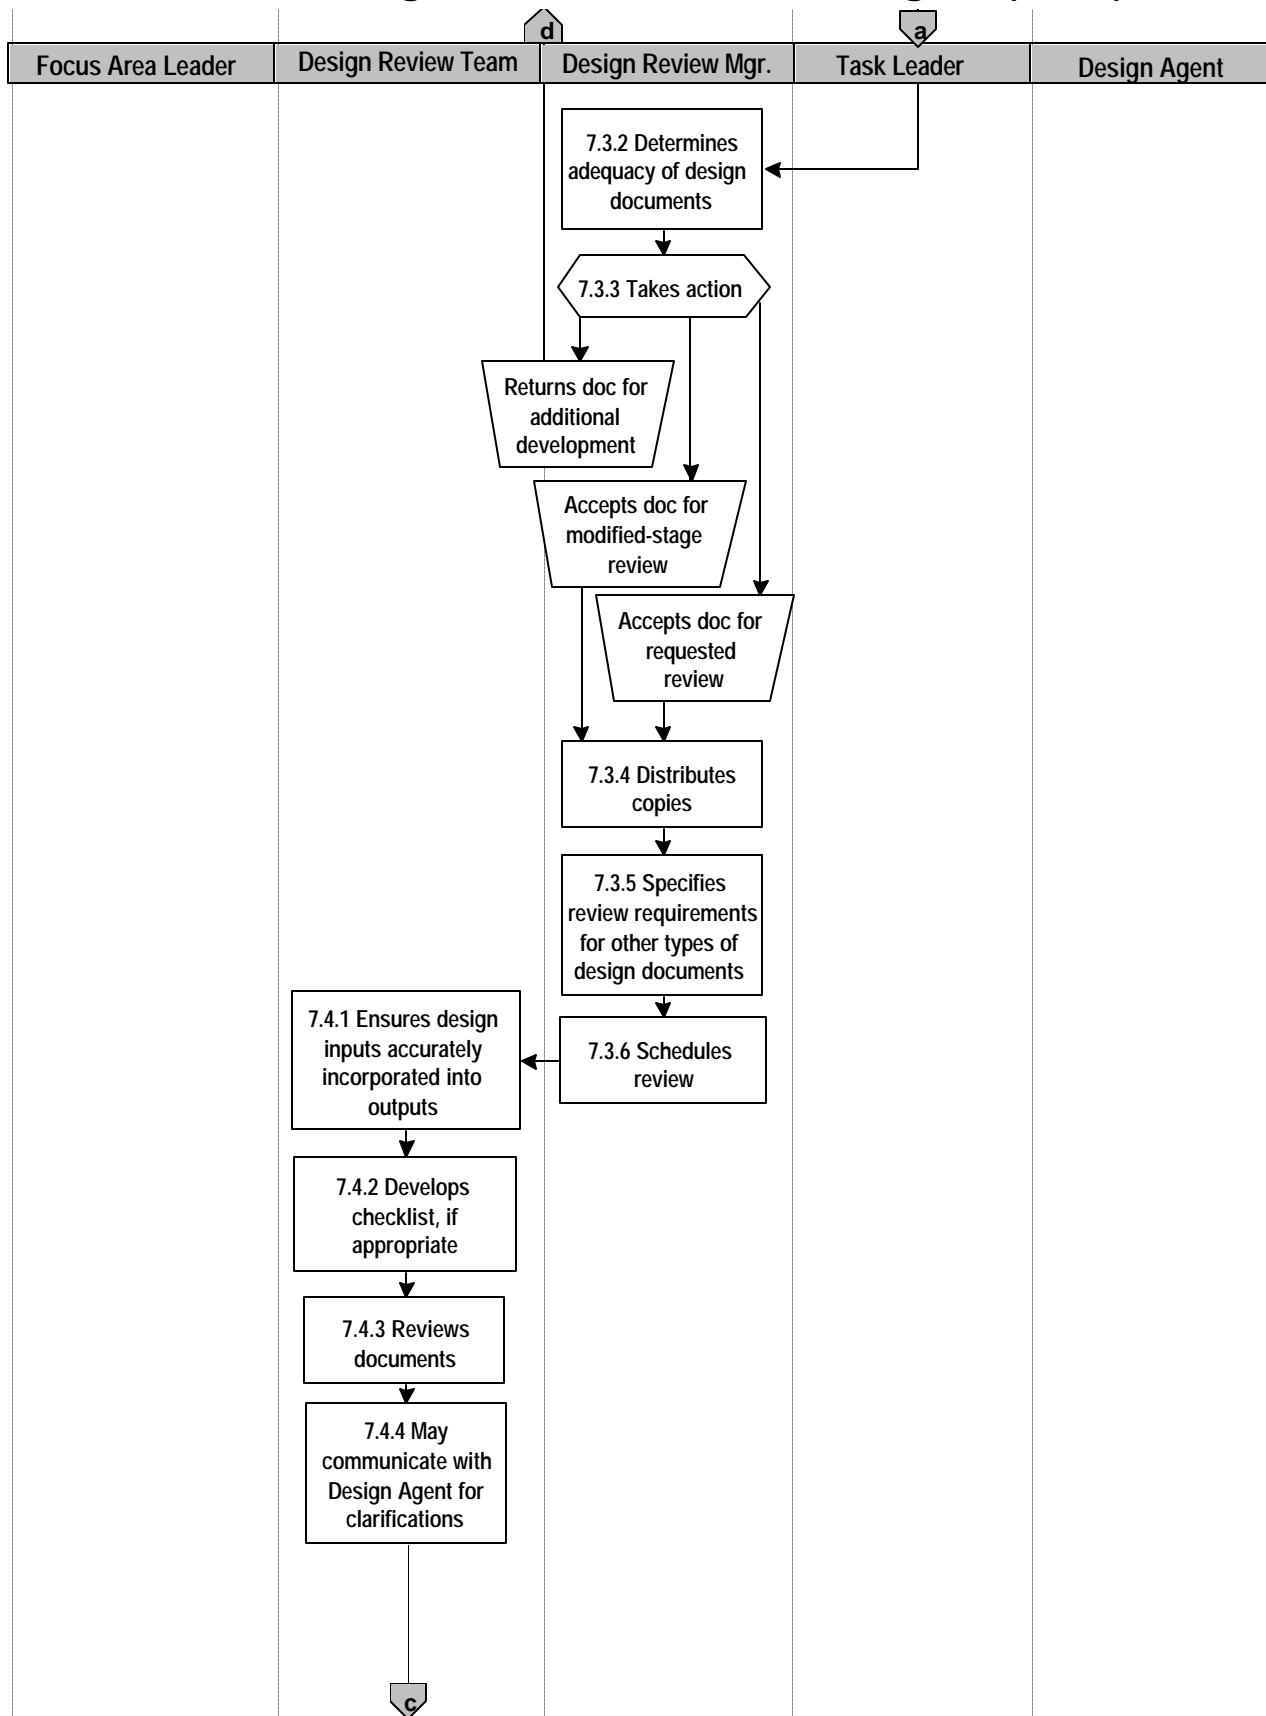 d
a
Focus Area Leader
Design Review Team
Design Review Mgr.
Task Leader
Design Agent
7.3.2 Determines
adequacy of design
documents
7.3.3 Takes action
Returns doc for
additional
development
Accepts doc for
modified-stage
review
Accepts doc for
requested
review
7.3.4 Distributes
copies
7.3.5 Specifies
review requirements
for other types of
design documents
7.3.6 Schedules
review
7.4.1 Ensures design
inputs accurately
incorporated into
outputs
7.4.2 Develops
checklist, if
appropriate
7.4.3 Reviews
documents
7.4.4 May
communicate with
Design Agent for
clarifications
c